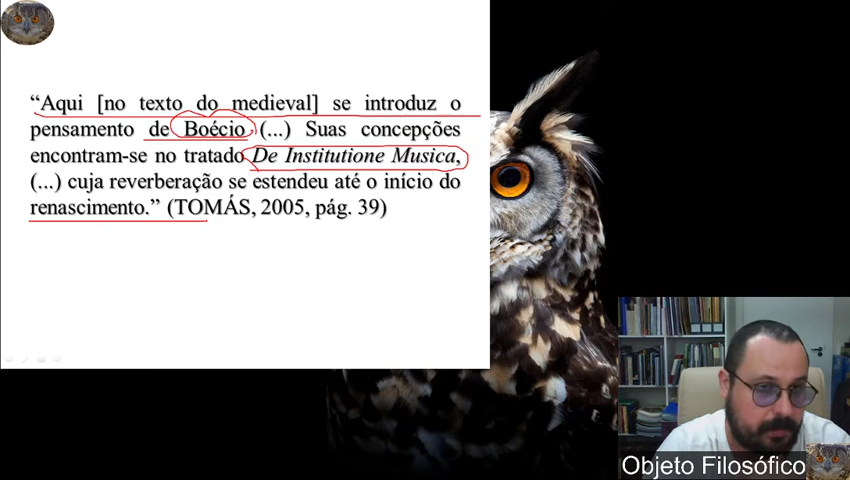 “Aqui [no texto do medieval] se introduz o
pensamento de Boécio (...) Suas concepções
encontram-se no tratado De Institutione Musica,
(...) cuja reverberação se estendeu até o início do
renascimento.” (TOMÁS, 2005, pág. 39)
Objeto Filosófico